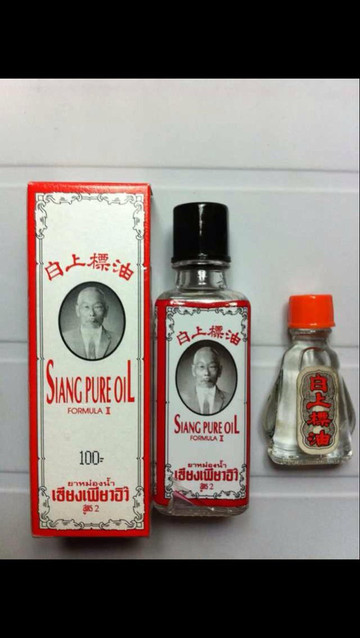 白上標油
SIANG PURE OIL
FORMULA II
100=
ยาหม่องน้ำ
เซียงเพียวอิ๊ว
สูตร 2
白上標油
SIANG PURE OIL
FORMULA II
ยาหม่องน้ำ
เซียงเพียวอิ๊ว
สูตร 2
白上標油